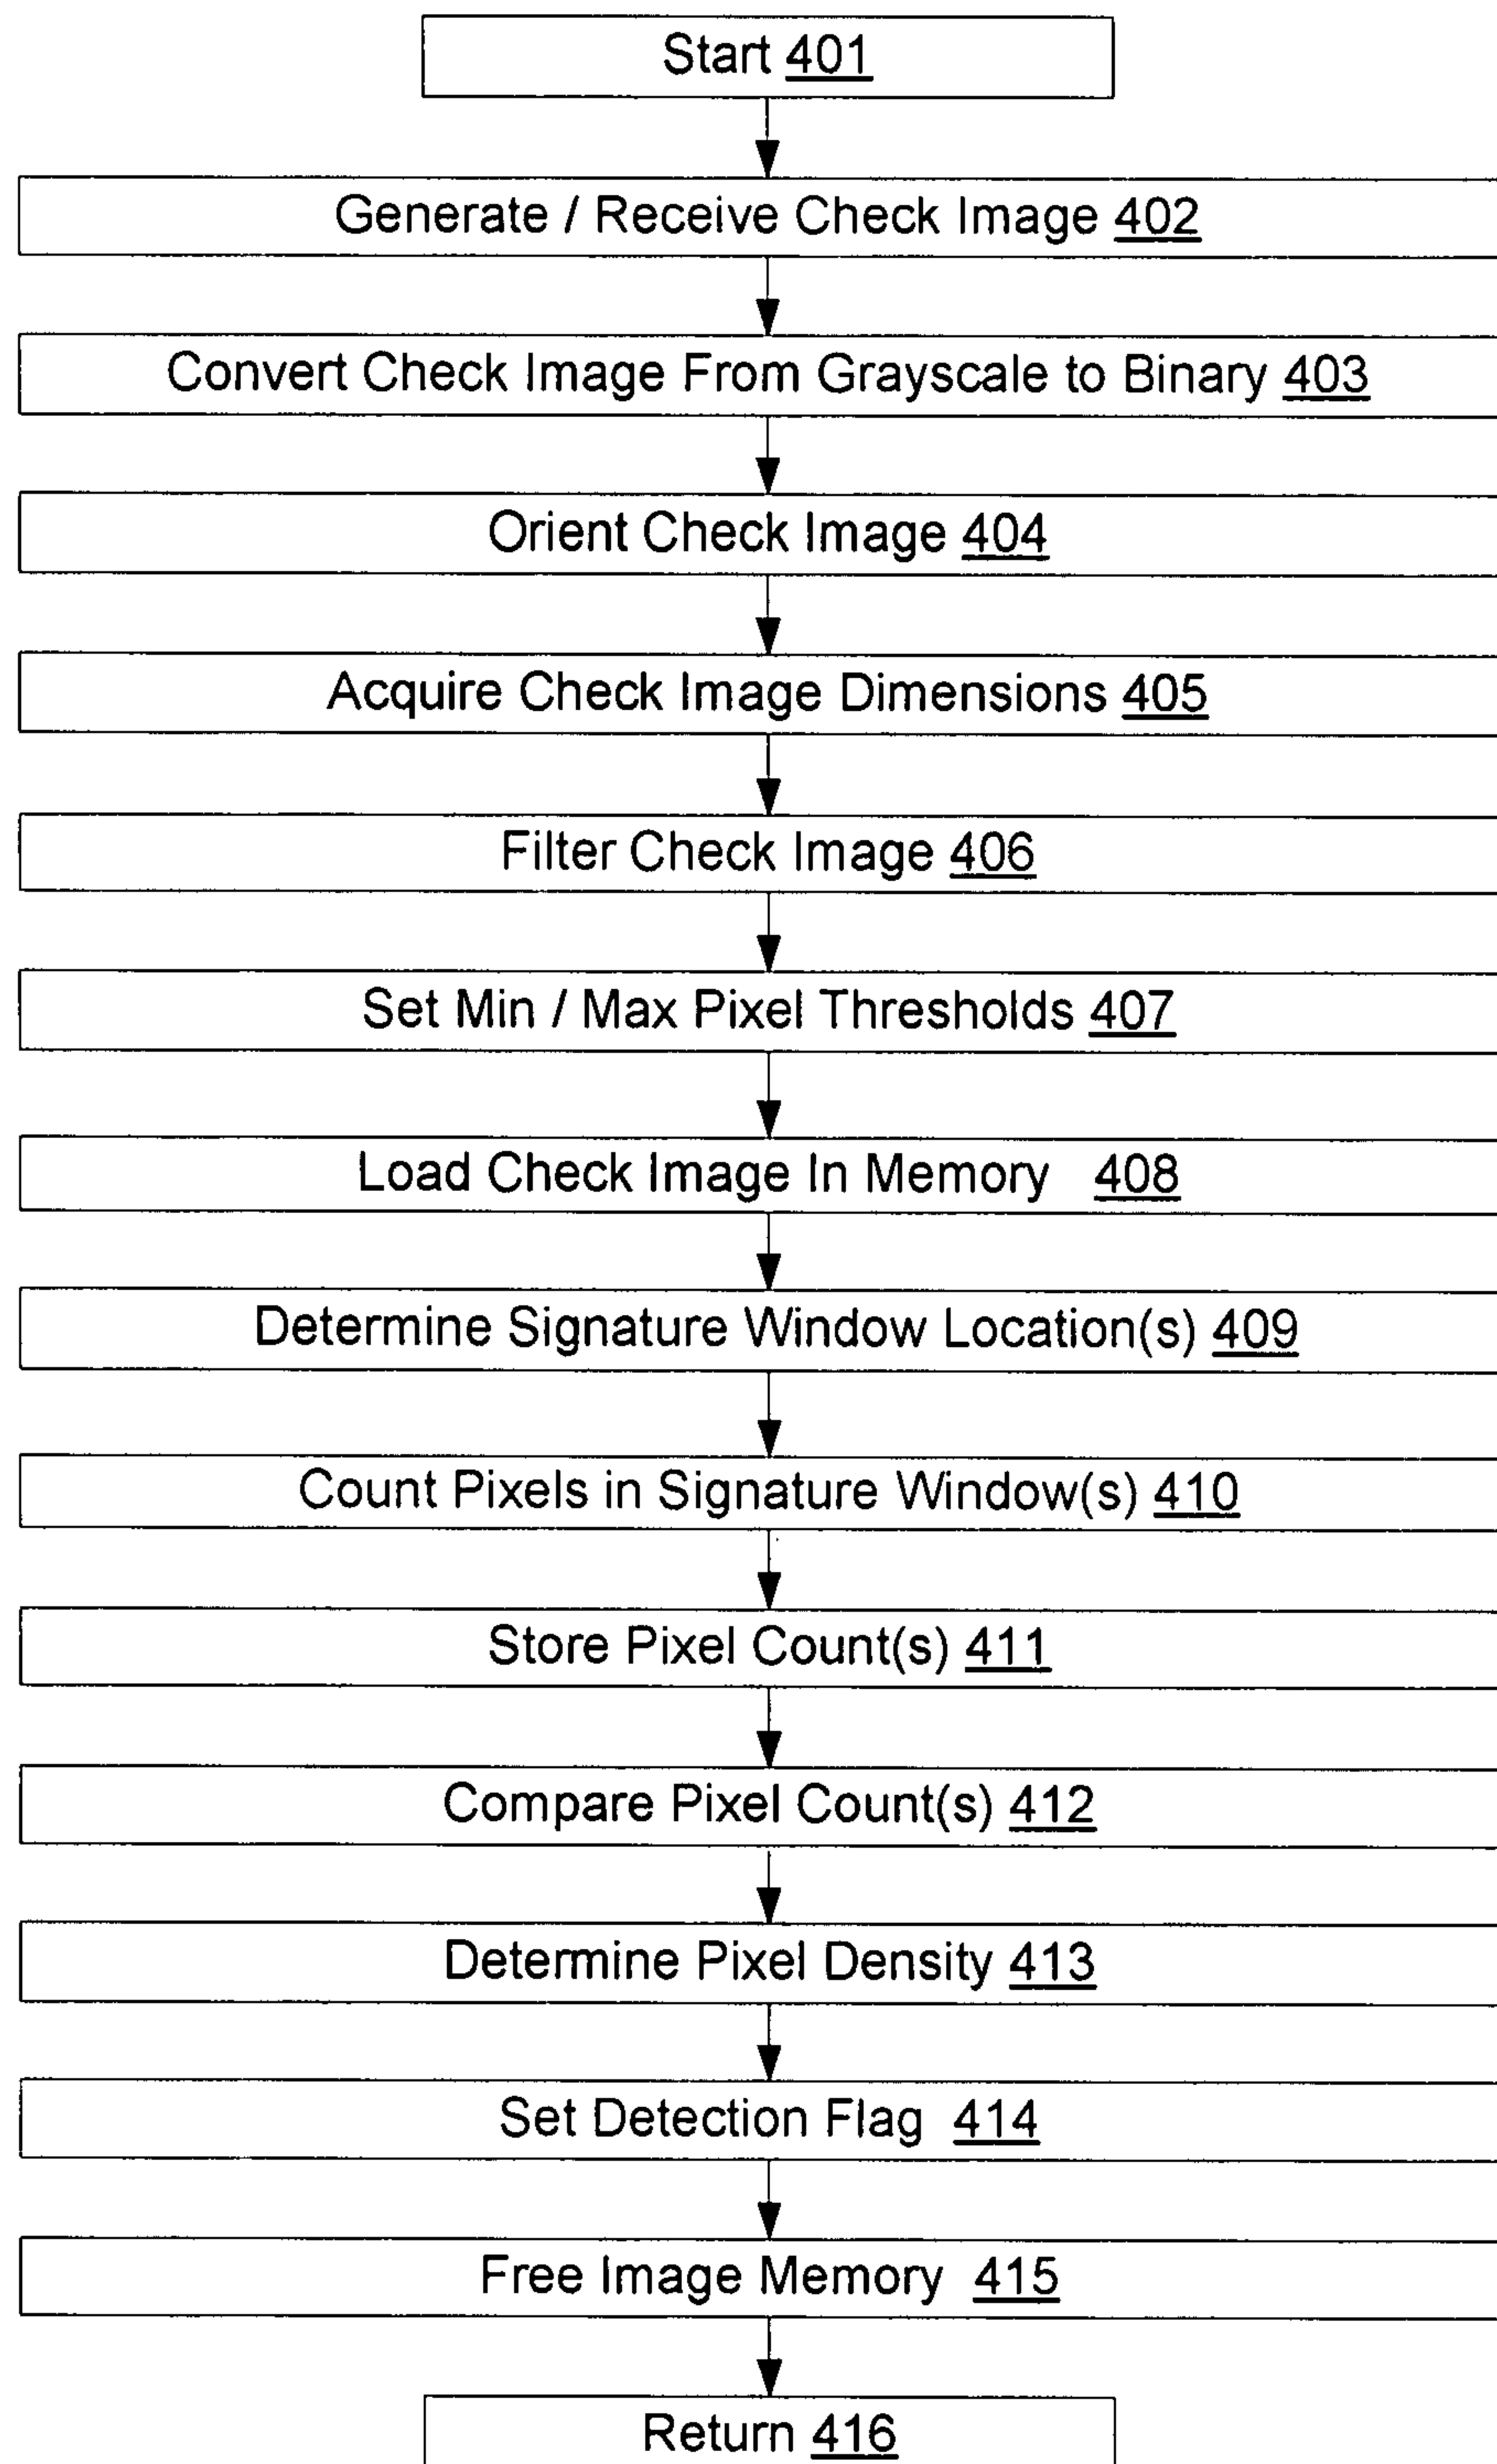 Start 401
Generate / Receive Check Image 402
Convert Check Image From Grayscale to Binary 403
Orient Check Image 404
Acquire Check Image Dimensions 405
Filter Check Image 406
Set Min / Max Pixel Thresholds 407
Load Check Image In Memory 408
Determine Signature Window Location(s) 409
Count Pixels in Signature Window(s) 410
Store Pixel Count(s) 411
Compare Pixel Count(s) 412
Determine Pixel Density 413
Set Detection Flag 414
Free Image Memory 415
Return 416